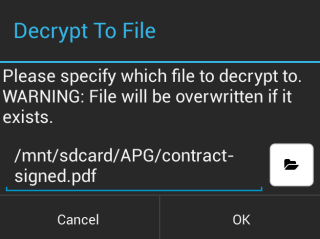 Decrypt To File
Please specify which file to decrypt to.
WARNING: File will be overwritten if it
exists.
/mnt/sdcard/APG/contract-
signed.pdf
Cancel OK